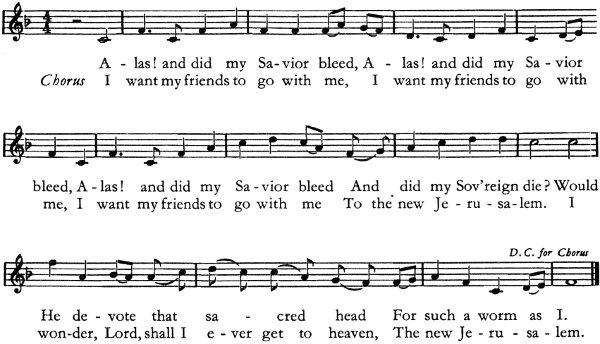 A - las! and did my Sa-vior bleed, A - las! and did my Sa - vior
Chorus I want my friends to go with me, I want my friends to go with
bleed, A - las! and did my Sa - vior bleed And did my Sov'reign die? Would
me, I want my friends to go with me To the new Je - ru - sa - lem. I
D.C. for Chorus
He de - vote that sa - cred head For such a worm as I.
won-der, Lord, shall I e - ver get to heaven, The new Je - ru - sa - lem.